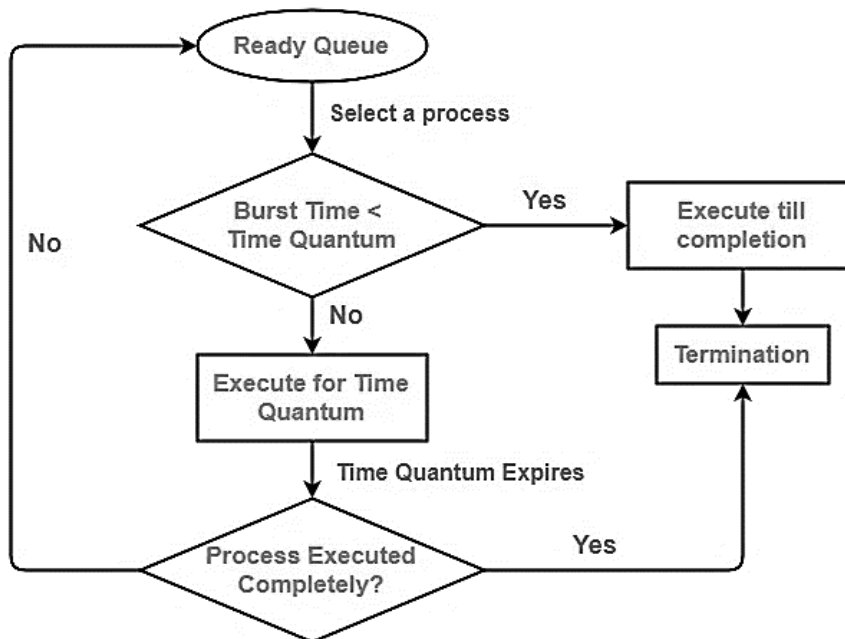 Ready Queue
Select a process
Burst Time <
Time Quantum
Yes
Execute till
completion
No
No
Termination
Execute for Time
Quantum
Time Quantum Expires
Process Executed
Completely?
Yes